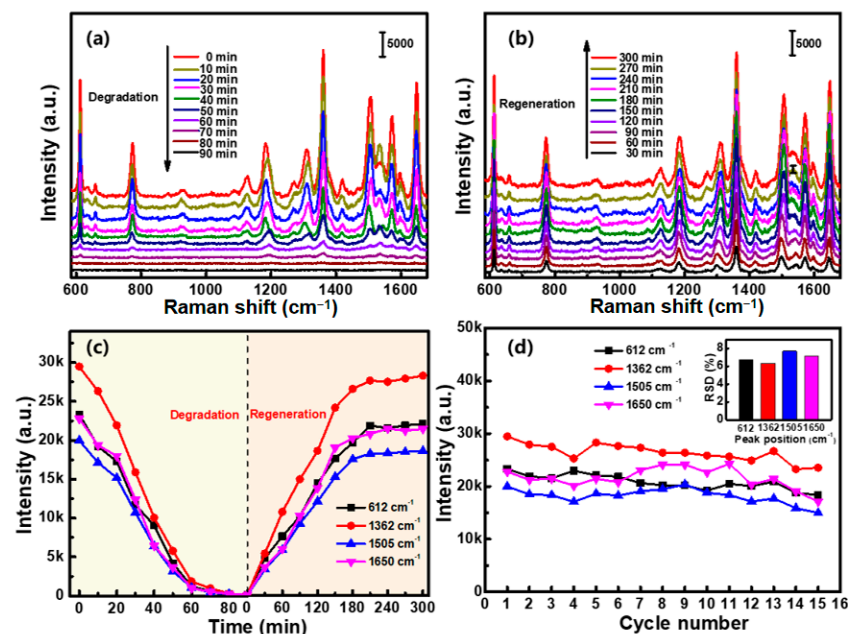 (a)
5000
0 min
10 min
20 min
30 min
40 min
50 min
60 min
70 min
80 min
90 min
Degradation
Intensity (a.u.)
600 800 1000 1200 1400 1600
Raman shift (cm⁻¹)
(b)
5000
300 min
270 min
240 min
210 min
180 min
150 min
120 min
90 min
60 min
30 min
Regeneration
Intensity (a.u.)
600 800 1000 1200 1400 1600
Raman shift (cm⁻¹)
(c)
Degradation Regeneration
612 cm⁻¹
1362 cm⁻¹
1505 cm⁻¹
1650 cm⁻¹
Intensity (a.u.)
30k
25k
20k
15k
10k
5k
0
0 20 40 60 80 0 60 120 180 240 300
Time (min)
(d)
612 cm⁻¹
1362 cm⁻¹
1505 cm⁻¹
1650 cm⁻¹
RSD (%)
8
6
4
2
0
612 1362 1505 1650
Peak position (cm⁻¹)
Intensity (a.u.)
50k
40k
30k
20k
10k
0
0 1 2 3 4 5 6 7 8 9 10 11 12 13 14 15 16
Cycle number